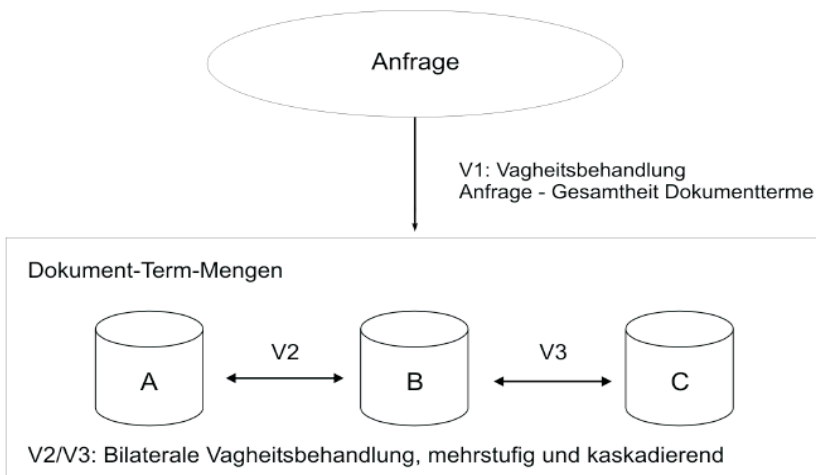 Anfrage
V1: Vagheitsbehandlung
Anfrage - Gesamtheit Dokumentterme
Dokument-Term-Mengen
A
V2
B
V3
C
V2/V3: Bilaterale Vagheitsbehandlung, mehrstufig und kaskadierend